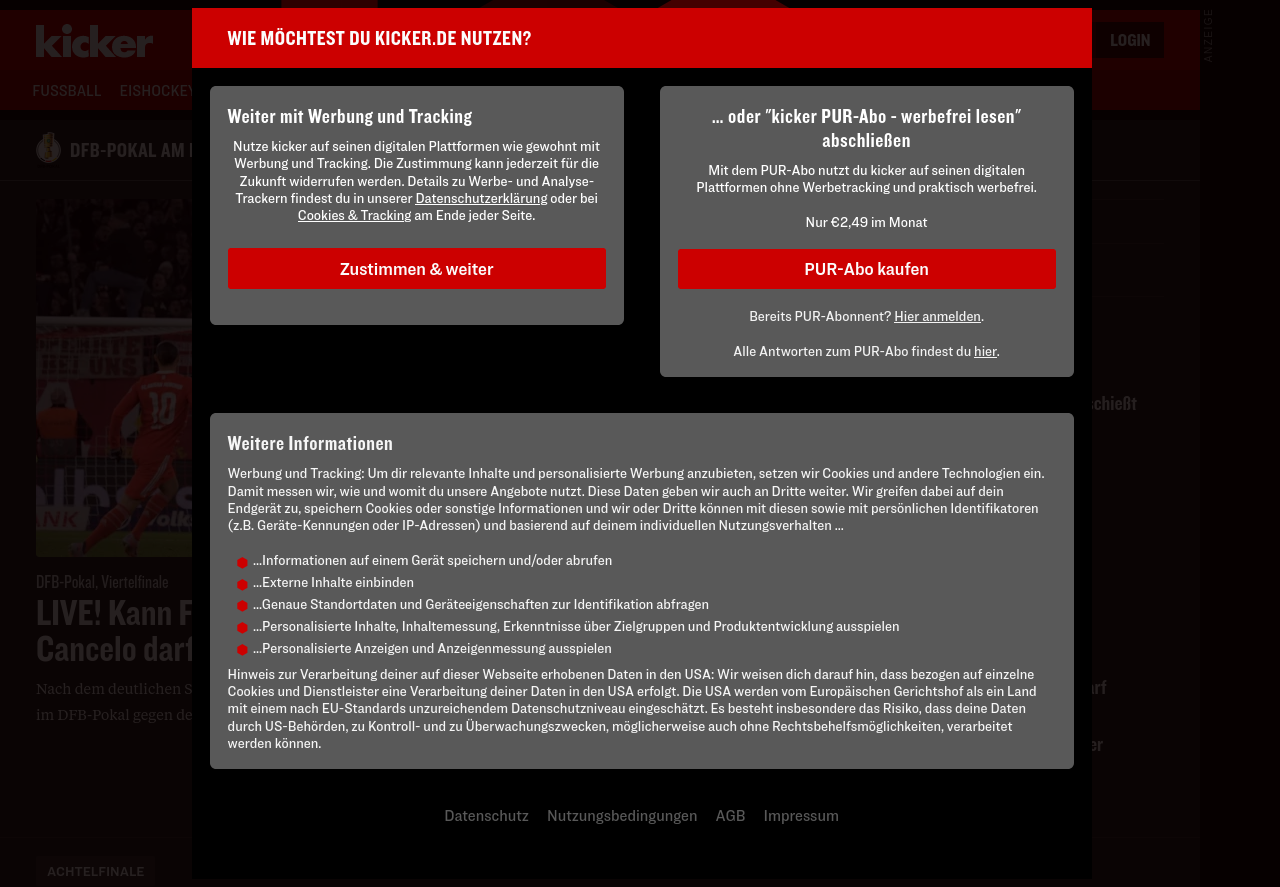 WIE MÖCHTEST DU KICKER.DE NUTZEN?
kicker
LOGIN
ANZEIGE
FUSSBALL EISHOCKEY
DFB-POKAL AM
Weiter mit Werbung und Tracking
Nutze kicker auf seinen digitalen Plattformen wie gewohnt mit
Werbung und Tracking. Die Zustimmung kann jederzeit für die
Zukunft widerrufen werden. Details zu Werbe- und Analyse-
Trackern findest du in unserer Datenschutzerklärung oder bei
Cookies & Tracking am Ende jeder Seite.
Zustimmen & weiter
... oder "kicker PUR-Abo - werbefrei lesen"
abschließen
Mit dem PUR-Abo nutzt du kicker auf seinen digitalen
Plattformen ohne Werbetracking und praktisch werbefrei.
Nur €2,49 im Monat
PUR-Abo kaufen
Bereits PUR-Abonnent? Hier anmelden.
Alle Antworten zum PUR-Abo findest du hier.
Weitere Informationen
Werbung und Tracking: Um dir relevante Inhalte und personalisierte Werbung anzubieten, setzen wir Cookies und andere Technologien ein.
Damit messen wir, wie und womit du unsere Angebote nutzt. Diese Daten geben wir auch an Dritte weiter. Wir greifen dabei auf dein
Endgerät zu, speichern Cookies oder sonstige Informationen und wir oder Dritte können mit diesen sowie mit persönlichen Identifikatoren
(z.B. Geräte-Kennungen oder IP-Adressen) und basierend auf deinem individuellen Nutzungsverhalten ...
...Informationen auf einem Gerät speichern und/oder abrufen
...Externe Inhalte einbinden
...Genaue Standortdaten und Geräteeigenschaften zur Identifikation abfragen
...Personalisierte Inhalte, Inhaltemessung, Erkenntnisse über Zielgruppen und Produktentwicklung ausspielen
...Personalisierte Anzeigen und Anzeigenmessung ausspielen
Hinweis zur Verarbeitung deiner auf dieser Webseite erhobenen Daten in den USA: Wir weisen dich darauf hin, dass bezogen auf einzelne
Cookies und Dienstleister eine Verarbeitung deiner Daten in den USA erfolgt. Die USA werden vom Europäischen Gerichtshof als ein Land
mit einem nach EU-Standards unzureichendem Datenschutzniveau eingeschätzt. Es besteht insbesondere das Risiko, dass deine Daten
durch US-Behörden, zu Kontroll- und zu Überwachungszwecken, möglicherweise auch ohne Rechtsbehelfsmöglichkeiten, verarbeitet
werden können.
Datenschutz Nutzungsbedingungen AGB Impressum
10
DFB-Pokal, Viertelfinale
LIVE! Kann F
Cancelo darf
Nach dem deutlichen S
im DFB-Pokal gegen de
ACHTELFINALE